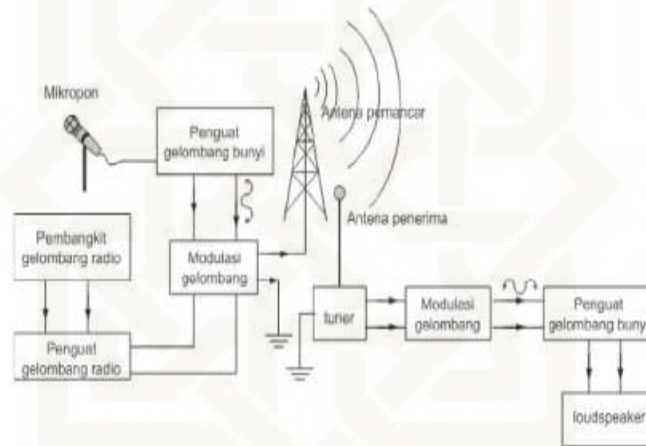 Mikropon
Penguat
gelombang bunyi
Antena pemancar
Antena penerima
Pembangkit
gelombang radio
Modulasi
gelombang
Penguat
gelombang radio
tuner
Modulasi
gelombang
Penguat
gelombang buny
loudspeaker